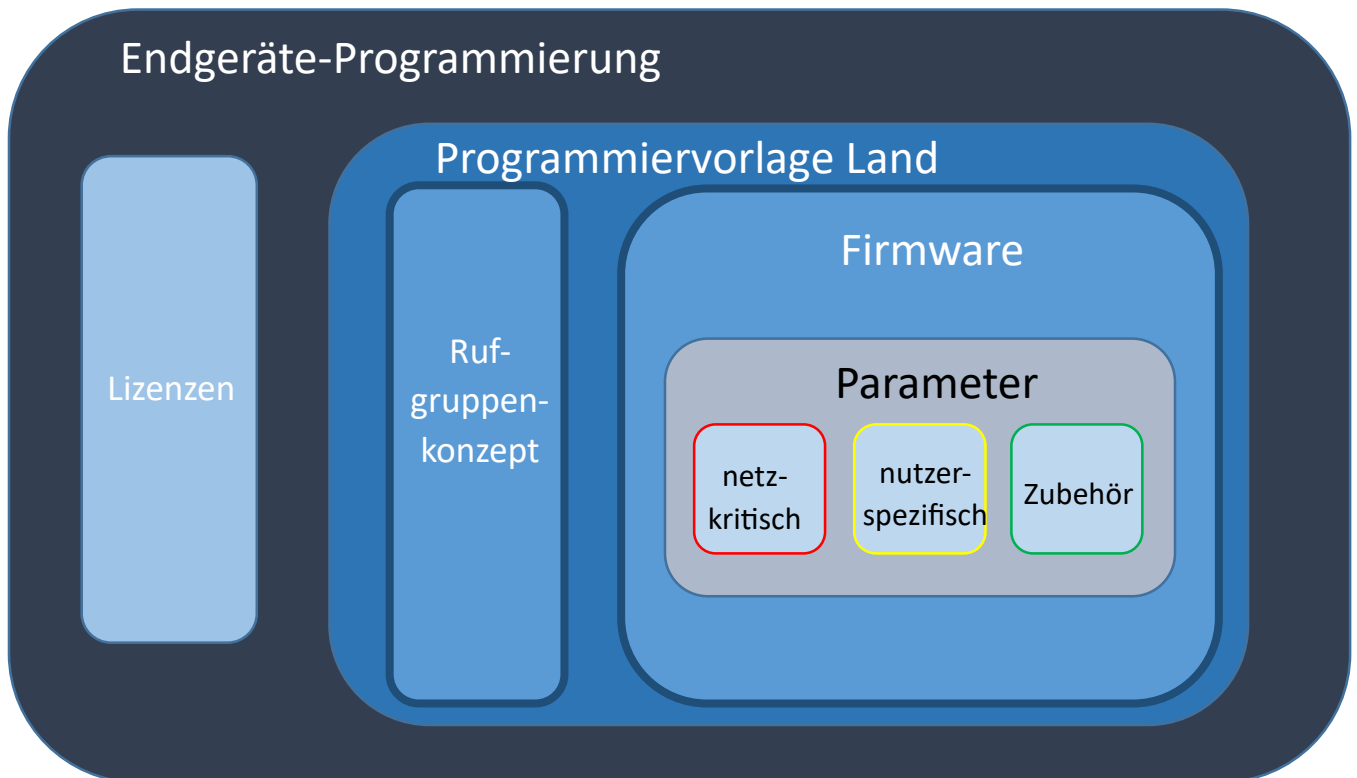 Endgeräte-Programmierung
Programmiervorlage Land
Lizenzen
Ruf-
gruppen-
konzept
Firmware
Parameter
netz-
kritisch
nutzer-
spezifisch
Zubehör